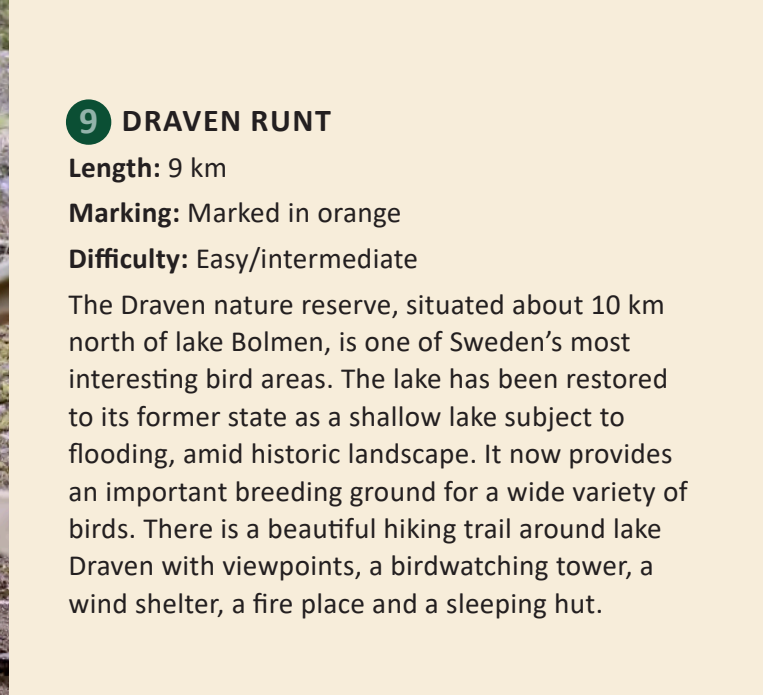 9 DRAVEN RUNT
Length: 9 km
Marking: Marked in orange
Difficulty: Easy/intermediate
The Draven nature reserve, situated about 10 km
north of lake Bolmen, is one of Sweden’s most
interesting bird areas. The lake has been restored
to its former state as a shallow lake subject to
flooding, amid historic landscape. It now provides
an important breeding ground for a wide variety of
birds. There is a beautiful hiking trail around lake
Draven with viewpoints, a birdwatching tower, a
wind shelter, a fire place and a sleeping hut.